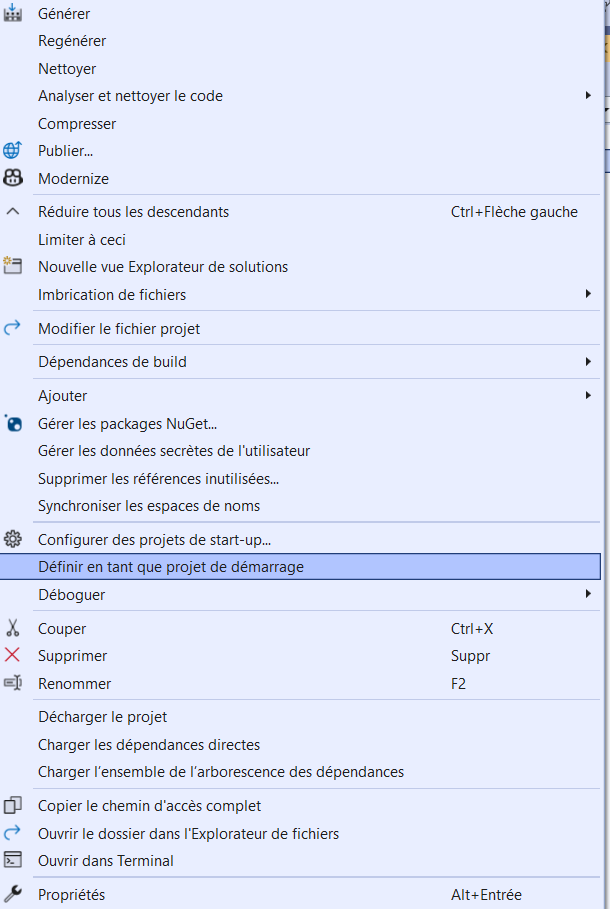 Générer
Regénérer
Nettoyer
Analyser et nettoyer le code
Compresser
Publier...
Modernize
Réduire tous les descendants Ctrl+Flèche gauche
Limiter à ceci
Nouvelle vue Explorateur de solutions
Imbrication de fichiers
Modifier le fichier projet
Dépendances de build
Ajouter
Gérer les packages NuGet...
Gérer les données secrètes de l'utilisateur
Supprimer les références inutilisées...
Synchroniser les espaces de noms
Configurer des projets de start-up...
Définir en tant que projet de démarrage
Déboguer
Couper Ctrl+X
Supprimer Suppr
Renommer F2
Décharger le projet
Charger les dépendances directes
Charger l’ensemble de l’arborescence des dépendances
Copier le chemin d'accès complet
Ouvrir le dossier dans l'Explorateur de fichiers
Ouvrir dans Terminal
Propriétés Alt+Entrée